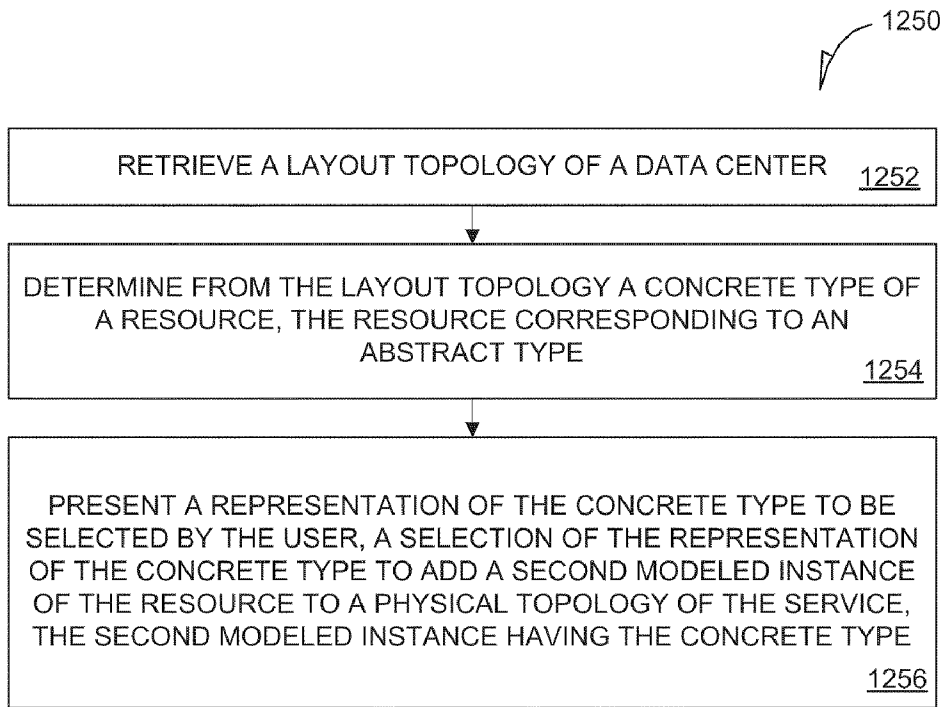 1250
RETRIEVE A LAYOUT TOPOLOGY OF A DATA CENTER
1252
DETERMINE FROM THE LAYOUT TOPOLOGY A CONCRETE TYPE OF
A RESOURCE, THE RESOURCE CORRESPONDING TO AN
ABSTRACT TYPE
1254
PRESENT A REPRESENTATION OF THE CONCRETE TYPE TO BE
SELECTED BY THE USER, A SELECTION OF THE REPRESENTATION
OF THE CONCRETE TYPE TO ADD A SECOND MODELED INSTANCE
OF THE RESOURCE TO A PHYSICAL TOPOLOGY OF THE SERVICE,
THE SECOND MODELED INSTANCE HAVING THE CONCRETE TYPE
1256